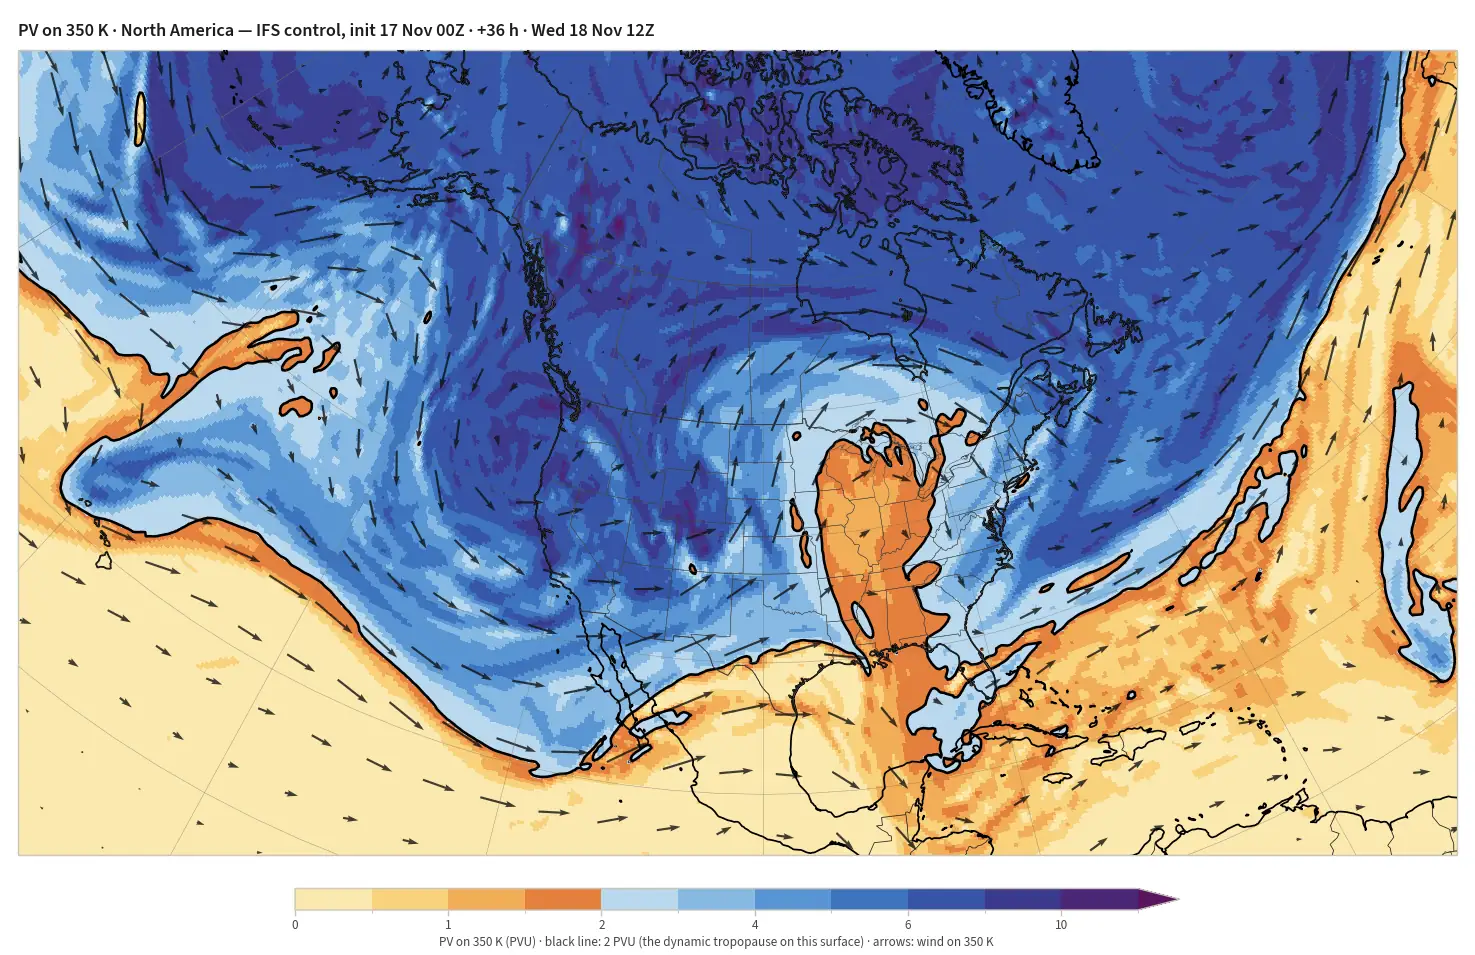 PV on 350 K · North America — IFS control, init 17 Nov 00Z · +36 h · Wed 18 Nov 12Z
0 1 2 4 6 10
PV on 350 K (PVU) · black line: 2 PVU (the dynamic tropopause on this surface) · arrows: wind on 350 K